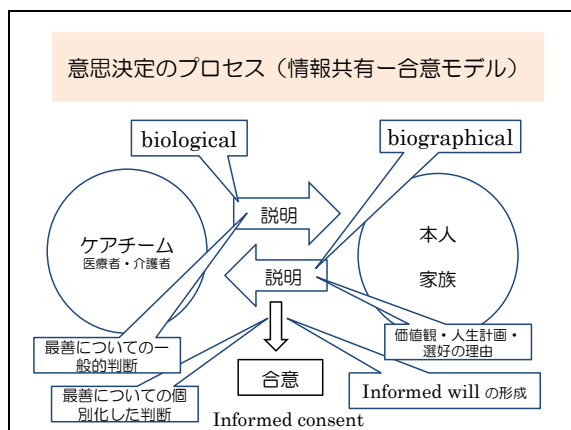 意思決定のプロセス（情報共有ー合意モデル）
biological
biographical
説明
ケアチーム
医療者・介護者
本人
家族
説明
最善についての一
般的判断
価値観・人生計画・
選好の理由
合意
最善についての個
別化した判断
Informed will の形成
Informed consent